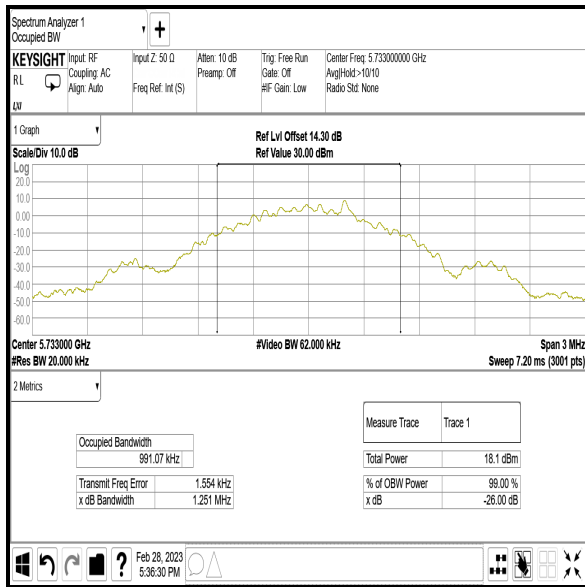 Spectrum Analyzer 1
Occupied BW
+
KEYSIGHT Input: RF Input Z: 50 Ω Atten: 10 dB Trig: Free Run Center Freq: 5.733000000 GHz
RL Coupling: AC Preamp: Off Gate: Off Avg|Hold:>10/10
Align: Auto Freq Ref: Int (S) #IF Gain: Low Radio Std: None
LXI
1 Graph
Ref Lvl Offset 14.30 dB
Scale/Div 10.0 dB Ref Value 30.00 dBm
Log
20.0
10.0
0.00
-10.0
-20.0
-30.0
-40.0
-50.0
-60.0
Center 5.733000 GHz #Video BW 62.000 kHz Span 3 MHz
#Res BW 20.000 kHz Sweep 7.20 ms (3001 pts)
2 Metrics
Measure Trace Trace 1
Occupied Bandwidth
991.07 kHz
Total Power 18.1 dBm
Transmit Freq Error 1.554 kHz
% of OBW Power 99.00 %
x dB Bandwidth 1.251 MHz
x dB -26.00 dB
? Feb 28, 2023
5:36:30 PM